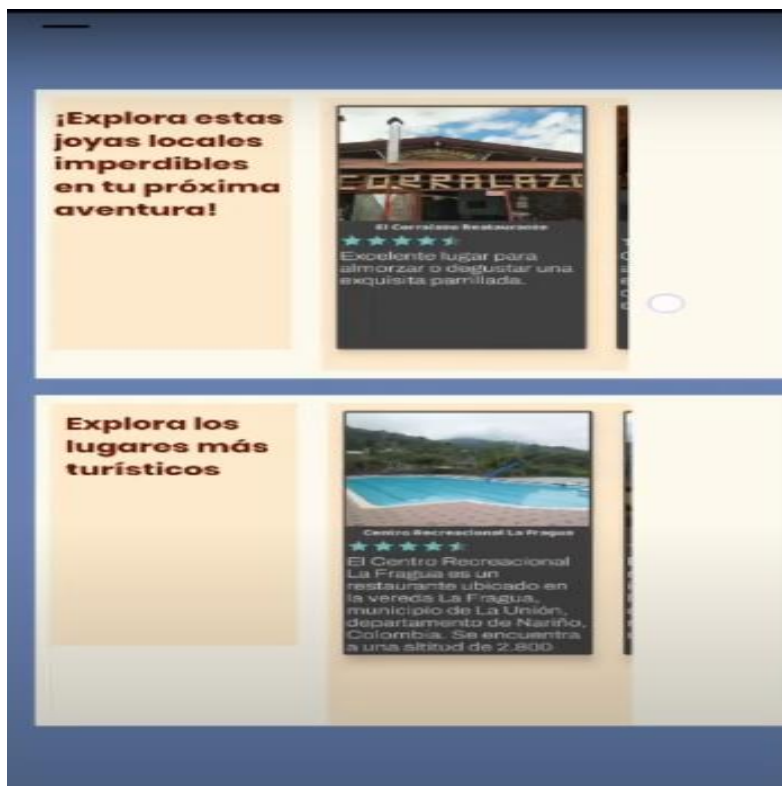 ¡Explora estas
joyas locales
imperdibles
en tu próxima
aventura!
CORRALAZO
El Corralazo Restaurante
Excelente lugar para
almorzar o degustar una
exquisita parrillada.
Explora los
lugares más
turísticos
Centro Recreacional La Fragua
El Centro Recreacional
La Fragua es un
restaurante ubicado en
la vereda La Fragua,
municipio de La Unión,
departamento de Nariño,
Colombia. Se encuentra
a una altitud de 2.800